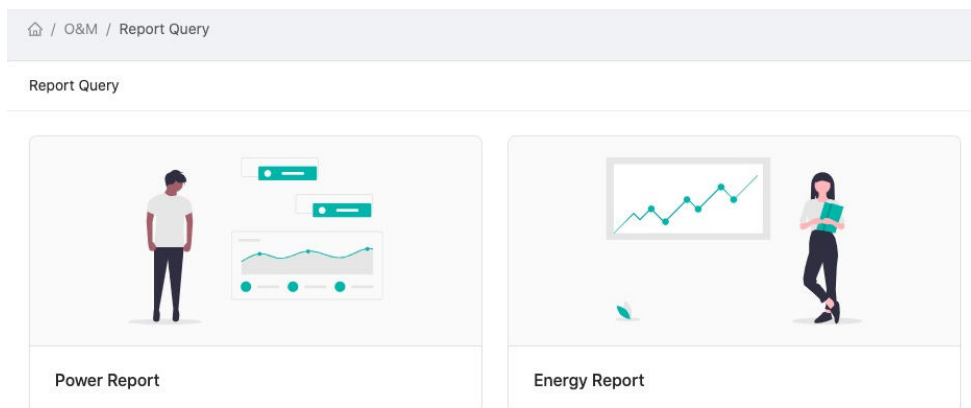 / O&M / Report Query
Report Query
Power Report
Energy Report